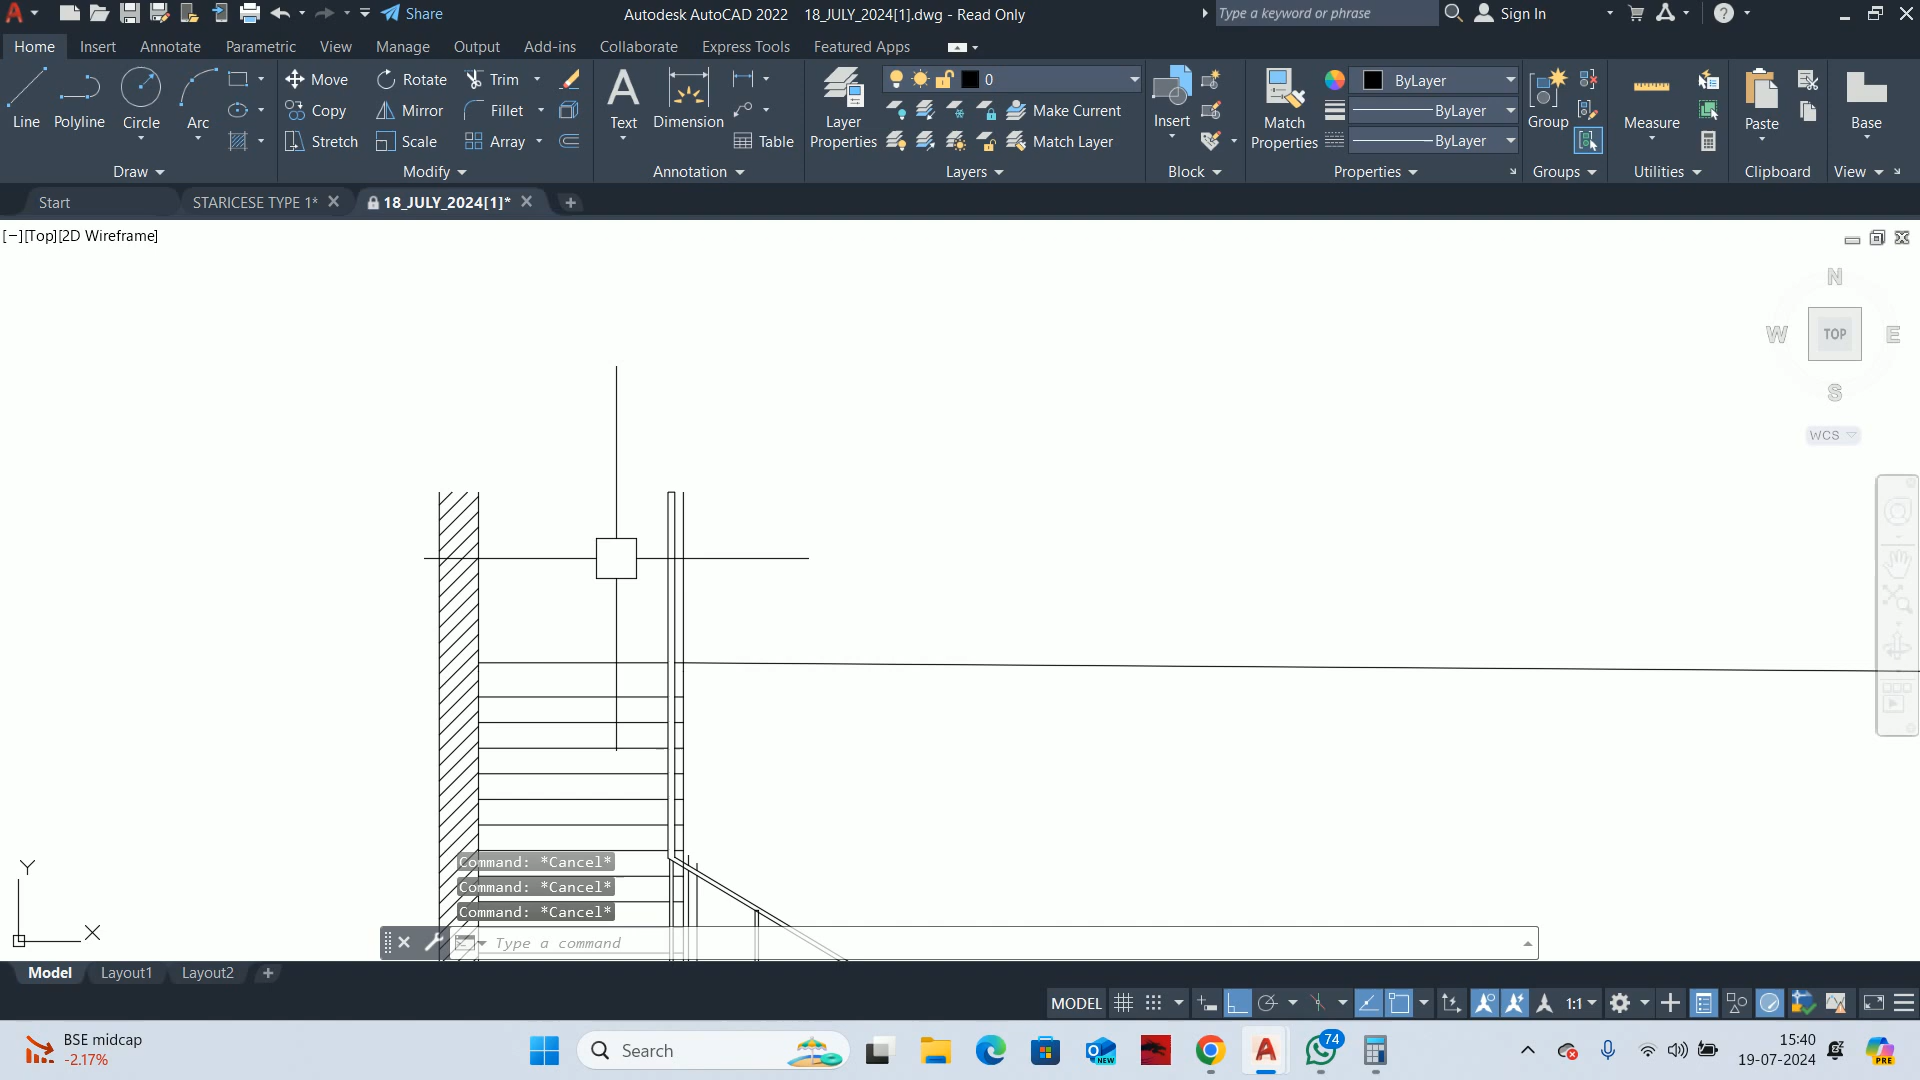 Share
Autodesk AutoCAD 2022 18_JULY_2024[1].dwg - Read Only
Type a keyword or phrase
Sign In
Home Insert Annotate Parametric View Manage Output Add-ins Collaborate Express Tools Featured Apps
Line Polyline Circle Arc
Move Rotate Trim
Copy Mirror Fillet
Stretch Scale Array
Text Dimension Table
Layer Properties
0
Make Current
Match Layer
Insert
Match Properties
ByLayer
ByLayer
ByLayer
Group Measure Paste Base
Draw Modify Annotation Layers Block Properties Groups Utilities Clipboard View
Start STARICESE TYPE 1* 18_JULY_2024[1]*
[−][Top][2D Wireframe]
N
W TOP E
S
WCS
Y
X
Command: *Cancel*
Command: *Cancel*
Command: *Cancel*
Type a command
Model Layout1 Layout2
MODEL 1:1
BSE midcap
-2.17%
Search
NEW
74
15:40
19-07-2024
PRE